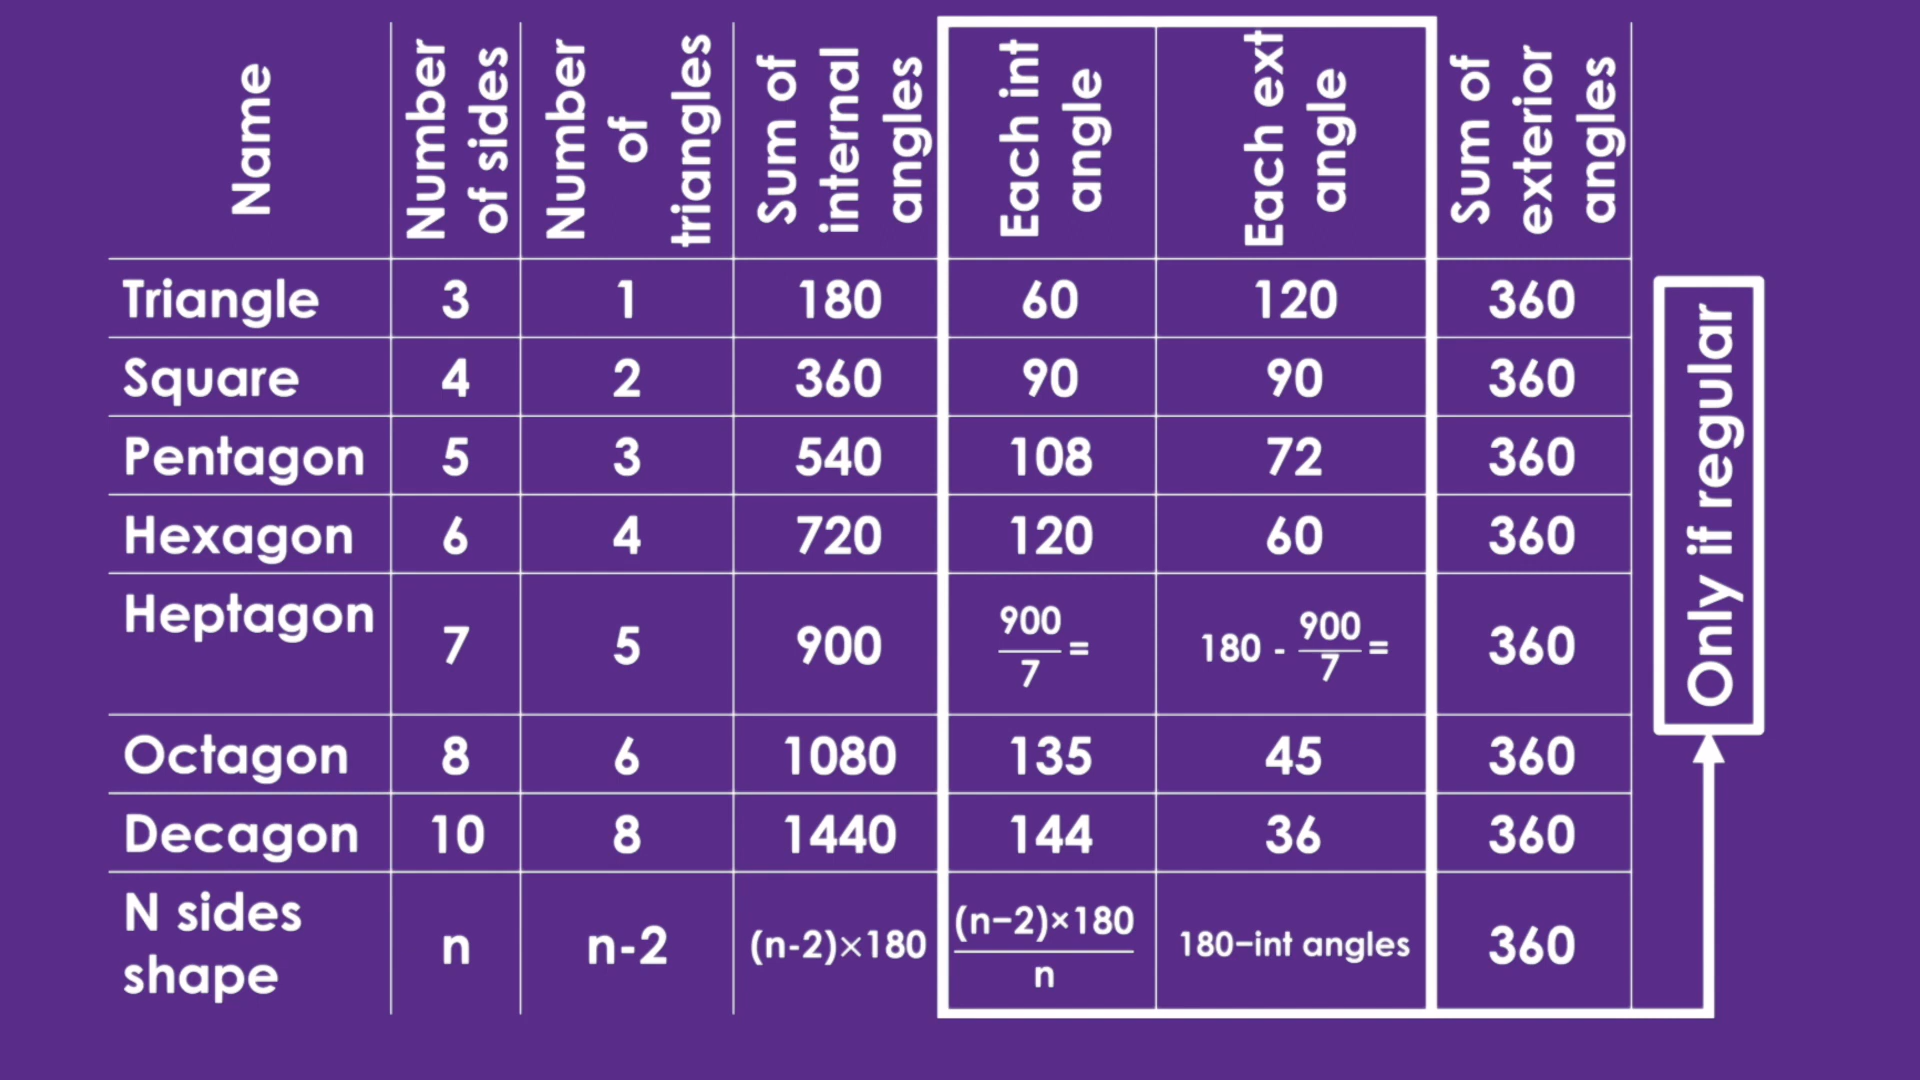 Name
Number
of sides
Number
of
triangles
Sum of
internal
angles
Each int
angle
Each ext
angle
Sum of
exterior
angles
Triangle 3 1 180 60 120 360
Square 4 2 360 90 90 360
Pentagon 5 3 540 108 72 360
Hexagon 6 4 720 120 60 360
Heptagon 7 5 900 900/7= 180 - 900/7= 360
Octagon 8 6 1080 135 45 360
Decagon 10 8 1440 144 36 360
N sides
shape n n-2 (n-2)×180 (n−2)×180/n 180−int angles 360
Only if regular